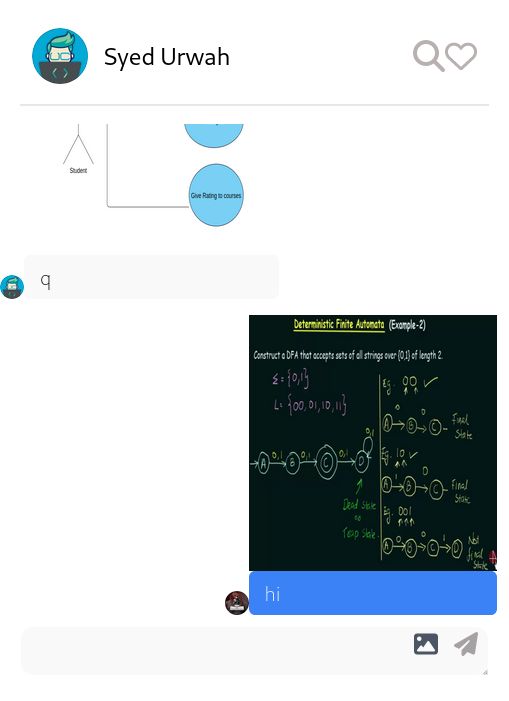 Syed Urwah
Student
Give Rating to courses
q
Deterministic Finite Automata (Example-2)
Construct a DFA that accepts sets of all strings over {0,1} of length 2.
Σ = {0,1}
L = {00, 01, 10, 11}
Eg. 00 ✓
0 0
A B C - Final State
0,1
A 0,1 B 0,1 C 0,1 D
Eg. 10 ✓
1 0
A B C - Final State
Dead State
or
Trap State
Eg. 001
A 0 B 0 C 1 D Not final State
hi